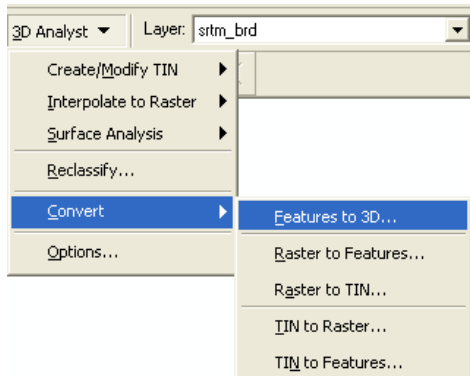 3D Analyst Layer: srtm_brd
Create/Modify TIN
Interpolate to Raster
Surface Analysis
Reclassify...
Convert
Options...
Features to 3D...
Raster to Features...
Raster to TIN...
TIN to Raster...
TIN to Features...